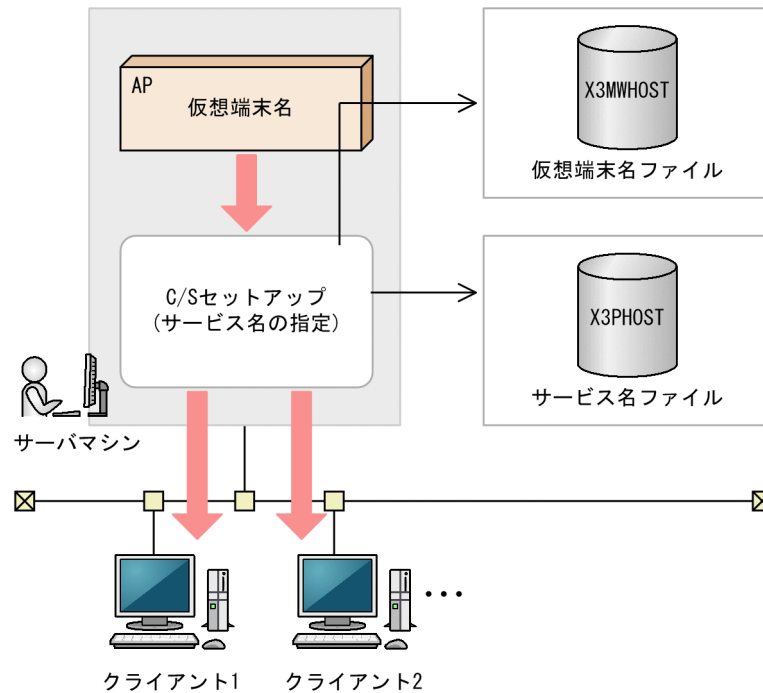 AP
仮想端末名
X3MWHOST
仮想端末名ファイル
C/Sセットアップ
(サービス名の指定)
X3PHOST
サービス名ファイル
サーバマシン
・・・
クライアント1
クライアント2